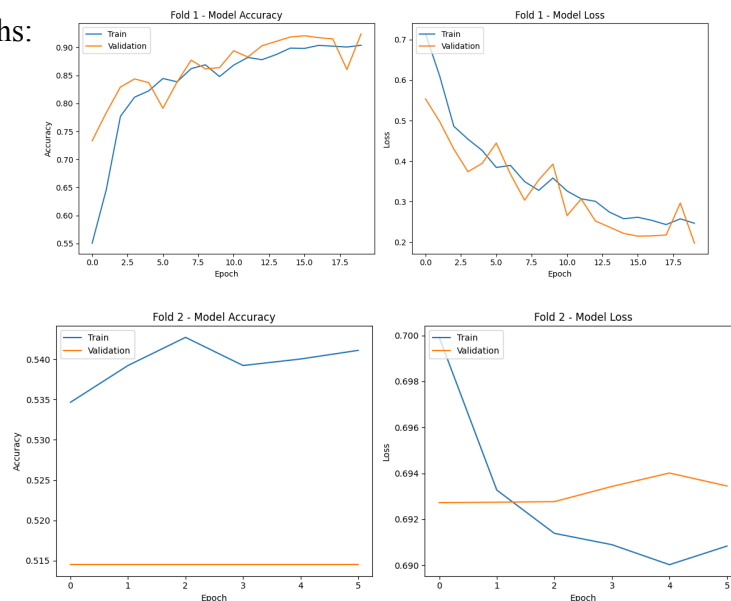 hs:
Fold 1 - Model Accuracy
Train
Validation
0.90
0.85
0.80
0.75
0.70
0.65
0.60
0.55
Accuracy
0.0 2.5 5.0 7.5 10.0 12.5 15.0 17.5
Epoch
Fold 1 - Model Loss
Train
Validation
0.7
0.6
0.5
0.4
0.3
0.2
Loss
0.0 2.5 5.0 7.5 10.0 12.5 15.0 17.5
Epoch
Fold 2 - Model Accuracy
Train
Validation
0.540
0.535
0.530
0.525
0.520
0.515
Accuracy
0 1 2 3 4 5
Epoch
Fold 2 - Model Loss
Train
Validation
0.700
0.698
0.696
0.694
0.692
0.690
Loss
0 1 2 3 4 5
Epoch